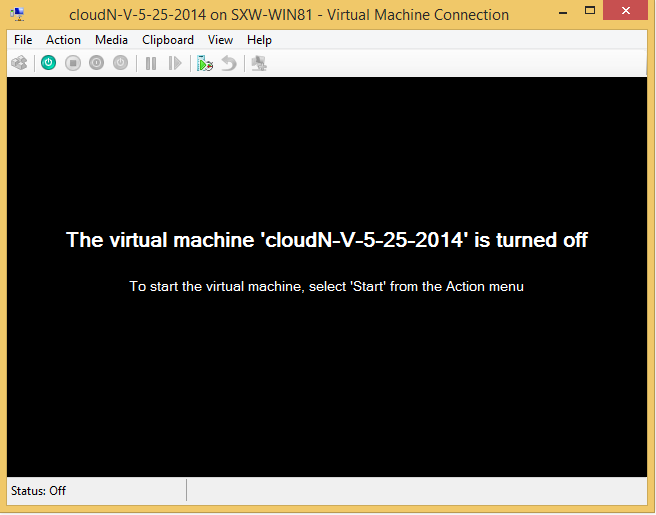 cloudN-V-5-25-2014 on SXW-WIN81 - Virtual Machine Connection
File Action Media Clipboard View Help
The virtual machine 'cloudN-V-5-25-2014' is turned off
To start the virtual machine, select 'Start' from the Action menu
Status: Off